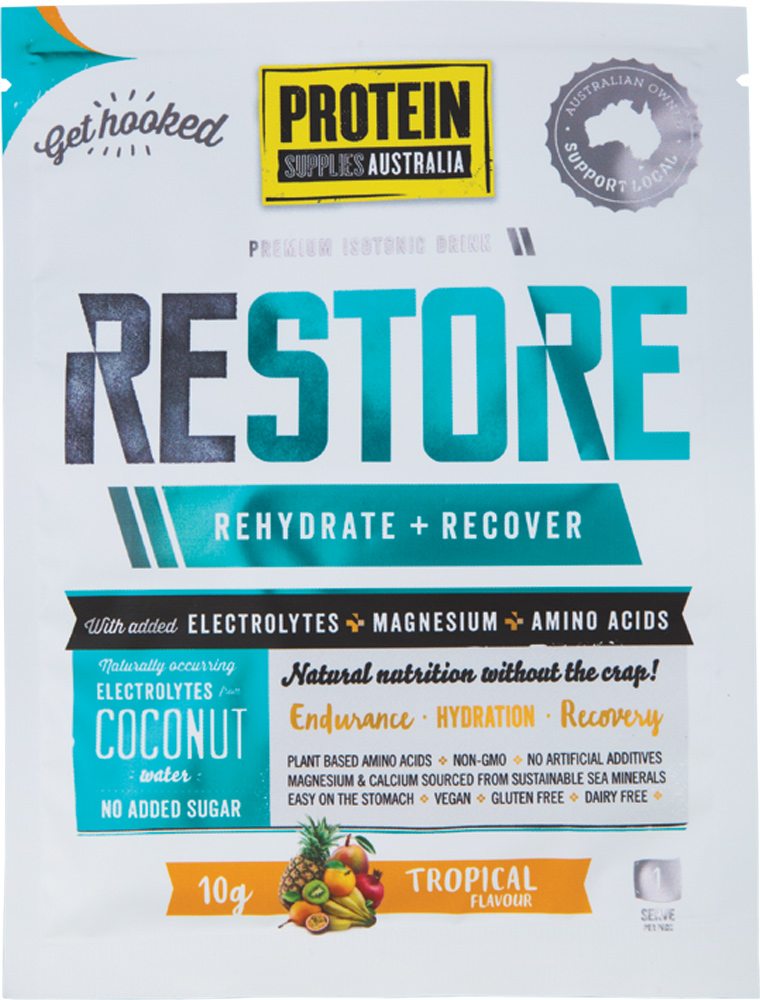 Get hooked
PROTEIN
SUPPLIES AUSTRALIA
AUSTRALIAN OWNED
SUPPORT LOCAL
PREMIUM ISOTONIC DRINK
RESTORE
REHYDRATE + RECOVER
With added ELECTROLYTES + MAGNESIUM + AMINO ACIDS
Naturally occurring
ELECTROLYTES from
COCONUT
water
NO ADDED SUGAR
Natural nutrition without the crap!
Endurance · HYDRATION · Recovery
PLANT BASED AMINO ACIDS NON-GMO NO ARTIFICIAL ADDITIVES
MAGNESIUM & CALCIUM SOURCED FROM SUSTAINABLE SEA MINERALS
EASY ON THE STOMACH VEGAN GLUTEN FREE DAIRY FREE
10g
TROPICAL
FLAVOUR
1
SERVE